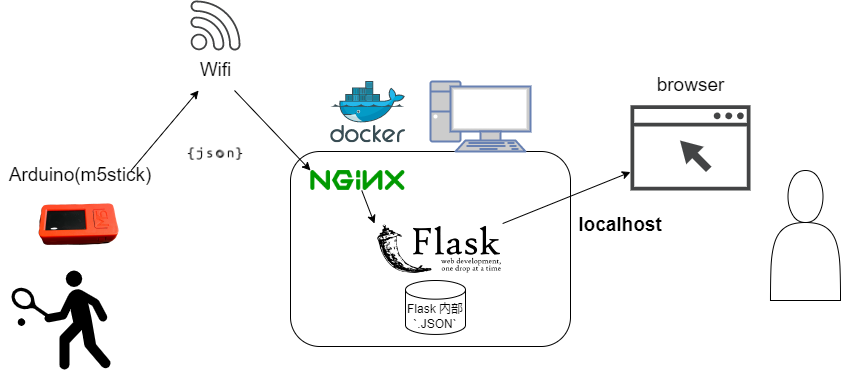 Wifi
{json}
Arduino(m5stick)
docker
NGiNX
Flask
web development,
one drop at a time
Flask 内部
`.JSON`
browser
localhost